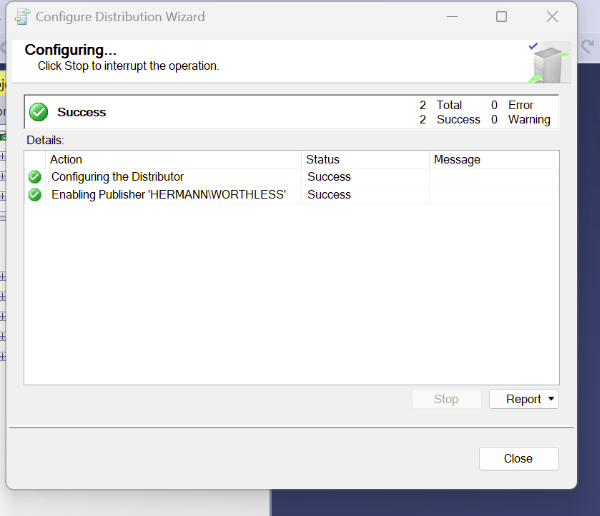 Configure Distribution Wizard
Configuring...
Click Stop to interrupt the operation.
Success
2 Total 0 Error
2 Success 0 Warning
Details:
Action Status Message
Configuring the Distributor Success
Enabling Publisher 'HERMANN\WORTHLESS' Success
Stop Report
Close